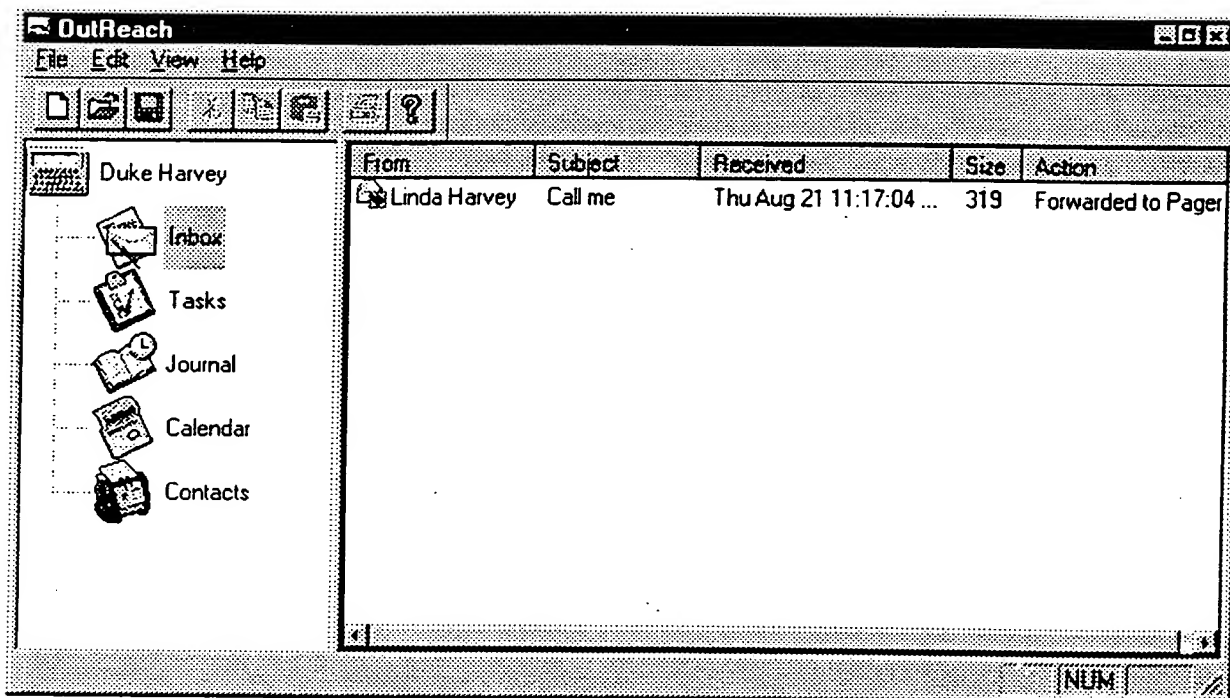 OutReach
File Edit View Help
Duke Harvey
Inbox
Tasks
Journal
Calendar
Contacts
From Subject Received Size Action
Linda Harvey Call me Thu Aug 21 11:17:04 ... 319 Forwarded to Pager
NUM